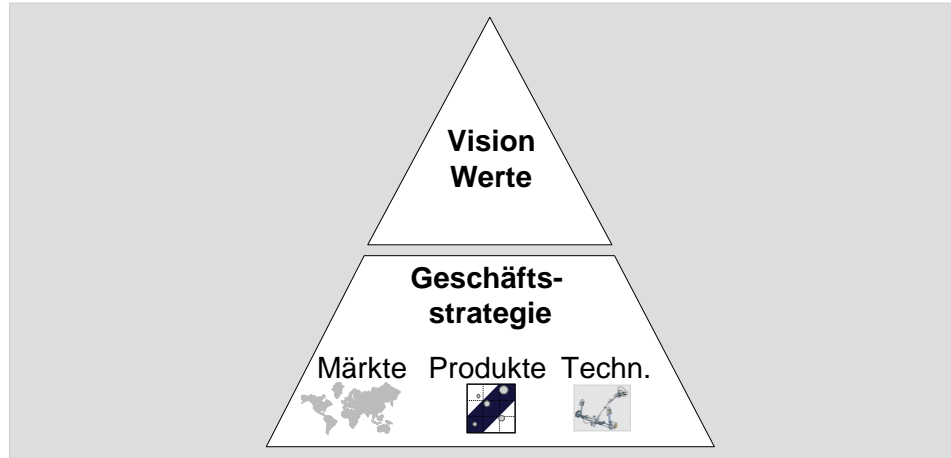 Vision
Werte
Geschäfts-
strategie
Märkte Produkte Techn.